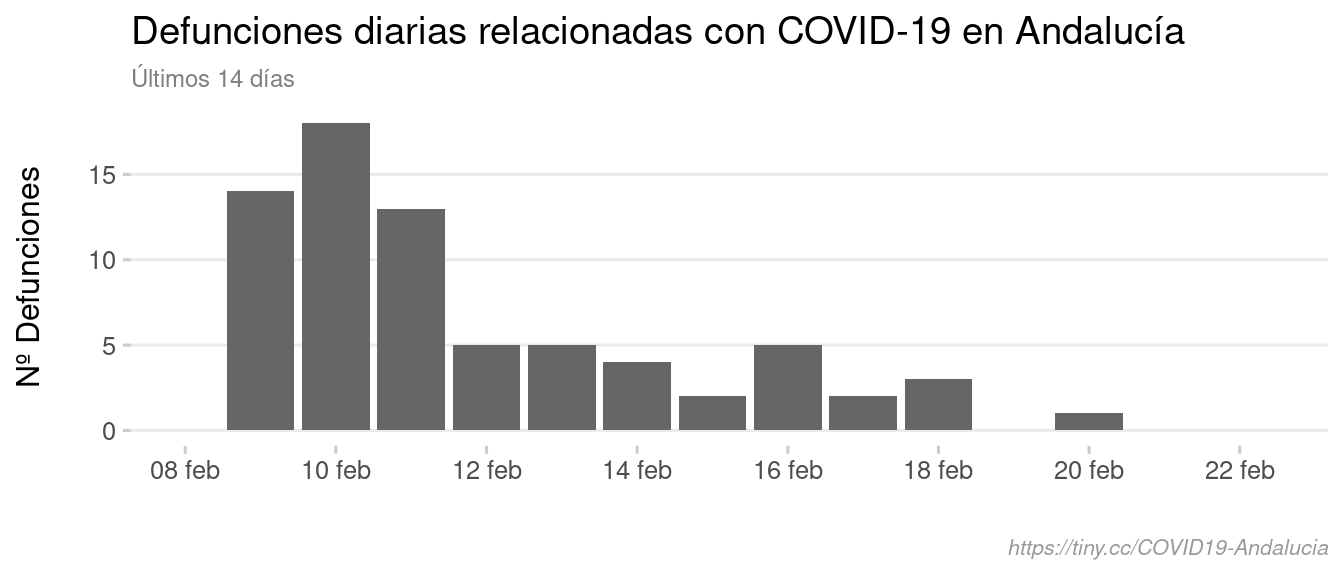 Defunciones diarias relacionadas con COVID-19 en Andalucía
Últimos 14 días
Nº Defunciones
15
10
5
0
08 feb 10 feb 12 feb 14 feb 16 feb 18 feb 20 feb 22 feb
https://tiny.cc/COVID19-Andalucia